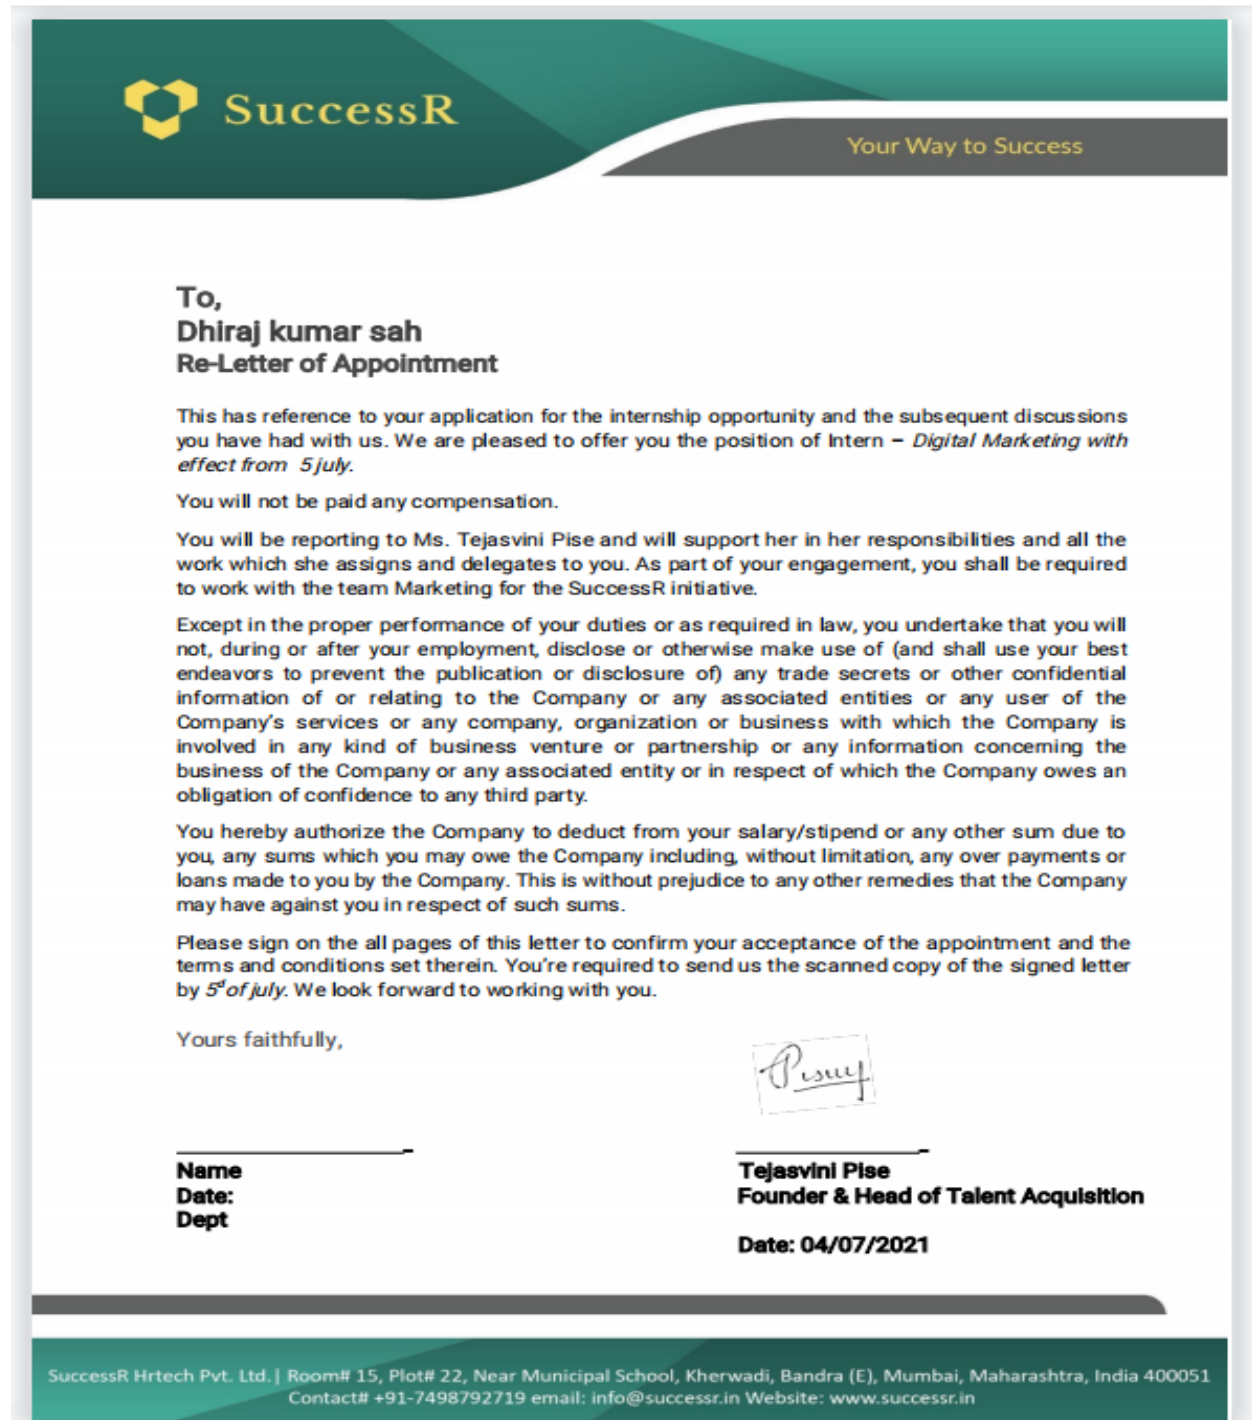 SuccessR
Your Way to Success
To,
Dhiraj kumar sah
Re-Letter of Appointment
This has reference to your application for the internship opportunity and the subsequent discussions
you have had with us. We are pleased to offer you the position of Intern – Digital Marketing with
effect from 5 july.
You will not be paid any compensation.
You will be reporting to Ms. Tejasvini Pise and will support her in her responsibilities and all the
work which she assigns and delegates to you. As part of your engagement, you shall be required
to work with the team Marketing for the SuccessR initiative.
Except in the proper performance of your duties or as required in law, you undertake that you will
not, during or after your employment, disclose or otherwise make use of (and shall use your best
endeavors to prevent the publication or disclosure of) any trade secrets or other confidential
information of or relating to the Company or any associated entities or any user of the
Company's services or any company, organization or business with which the Company is
involved in any kind of business venture or partnership or any information concerning the
business of the Company or any associated entity or in respect of which the Company owes an
obligation of confidence to any third party.
You hereby authorize the Company to deduct from your salary/stipend or any other sum due to
you, any sums which you may owe the Company including, without limitation, any over payments or
loans made to you by the Company. This is without prejudice to any other remedies that the Company
may have against you in respect of such sums.
Please sign on the all pages of this letter to confirm your acceptance of the appointment and the
terms and conditions set therein. You're required to send us the scanned copy of the signed letter
by 5d of july. We look forward to working with you.
Yours faithfully,
Name
Date:
Dept
Tejasvini Pise
Founder & Head of Talent Acquisition
Date: 04/07/2021
SuccessR Hrtech Pvt. Ltd.| Room# 15, Plot# 22, Near Municipal School, Kherwadi, Bandra (E), Mumbai, Maharashtra, India 400051
Contact# +91-7498792719 email: info@successr.in Website: www.successr.in